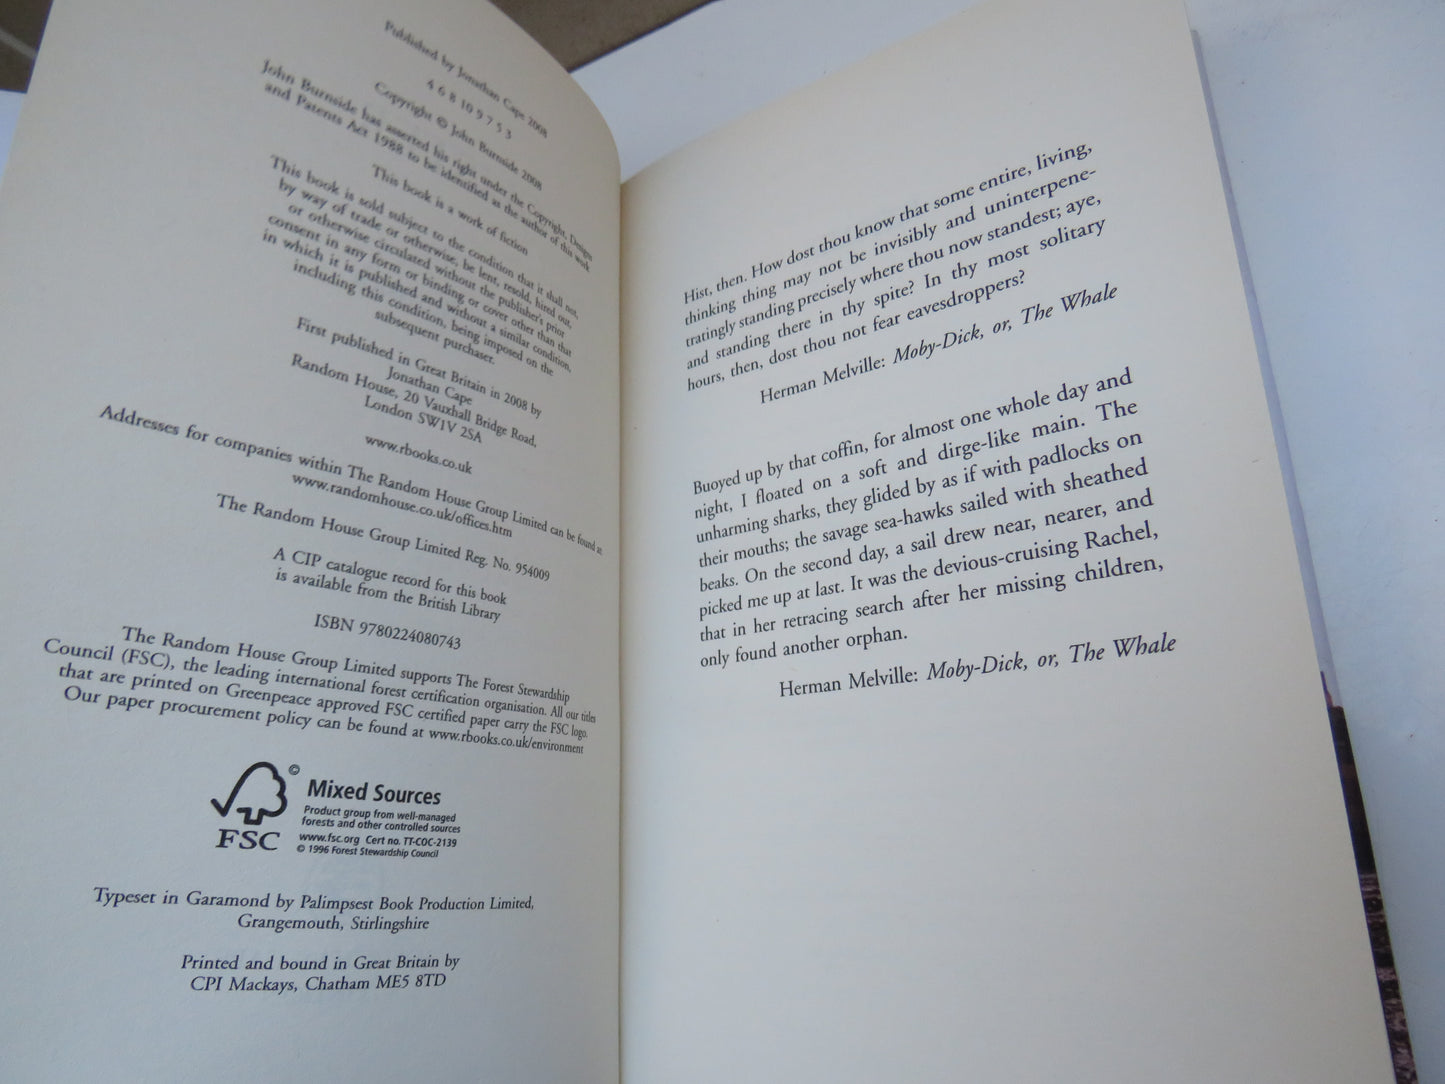 Published by Jonathan Cape 2008
4 6 8 10 9 7 5 3
Copyright © John Burnside 2008
John Burnside has asserted his right under the Copyright, Designs
and Patents Act 1988 to be identified as the author of this work
This book is a work of fiction
This book is sold subject to the condition that it shall not,
by way of trade or otherwise, be lent, resold, hired out,
or otherwise circulated without the publisher's prior
consent in any form or binding or cover other than that
in which it is published and without a similar condition,
including this condition, being imposed on the
subsequent purchaser.
First published in Great Britain in 2008 by
Jonathan Cape
Random House, 20 Vauxhall Bridge Road,
London SW1V 2SA
www.rbooks.co.uk
Addresses for companies within The Random House Group Limited can be found at
www.randomhouse.co.uk/offices.htm
The Random House Group Limited Reg. No. 954009
A CIP catalogue record for this book
is available from the British Library
ISBN 9780224080743
The Random House Group Limited supports The Forest Stewardship
Council (FSC), the leading international forest certification organisation. All our titles
that are printed on Greenpeace approved FSC certified paper carry the FSC logo.
Our paper procurement policy can be found at www.rbooks.co.uk/environment
©
FSC
Mixed Sources
Product group from well-managed
forests and other controlled sources
www.fsc.org Cert no. TT-COC-2139
© 1996 Forest Stewardship Council
Typeset in Garamond by Palimpsest Book Production Limited,
Grangemouth, Stirlingshire
Printed and bound in Great Britain by
CPI Mackays, Chatham ME5 8TD
Hist, then. How dost thou know that some entire, living,
thinking thing may not be invisibly and uninterpene-
tratingly standing precisely where thou now standest; aye,
and standing there in thy spite? In thy most solitary
hours, then, dost thou not fear eavesdroppers?
Herman Melville: Moby-Dick, or, The Whale
Buoyed up by that coffin, for almost one whole day and
night, I floated on a soft and dirge-like main. The
unharming sharks, they glided by as if with padlocks on
their mouths; the savage sea-hawks sailed with sheathed
beaks. On the second day, a sail drew near, nearer, and
picked me up at last. It was the devious-cruising Rachel,
that in her retracing search after her missing children,
only found another orphan.
Herman Melville: Moby-Dick, or, The Whale